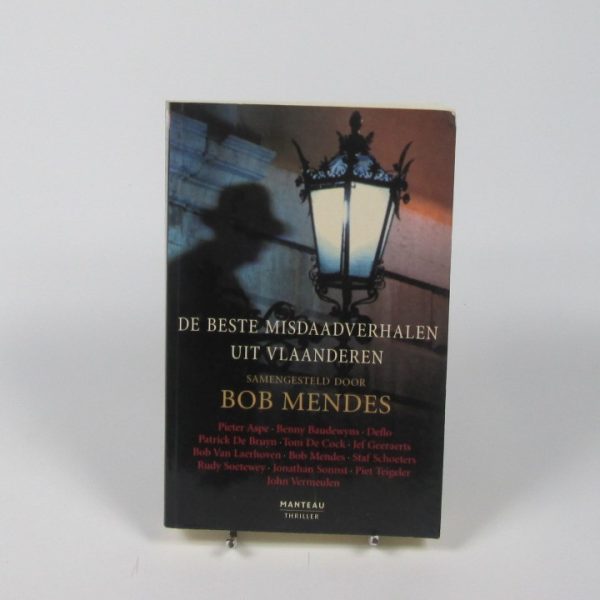 DE BESTE MISDAADVERHALEN
UIT VLAANDEREN
SAMENGESTELD DOOR
BOB MENDES
Pieter Aspe · Benny Baudewyns · Deflo
Patrick De Bruyn · Toni De Cock · Jef Geeraerts
Bob Van Laerhoven · Bob Mendes · Staf Schoeters
Rudy Soetewey · Jonathan Sonnst · Piet Teigeler
John Vermeulen
MANTEAU
THRILLER